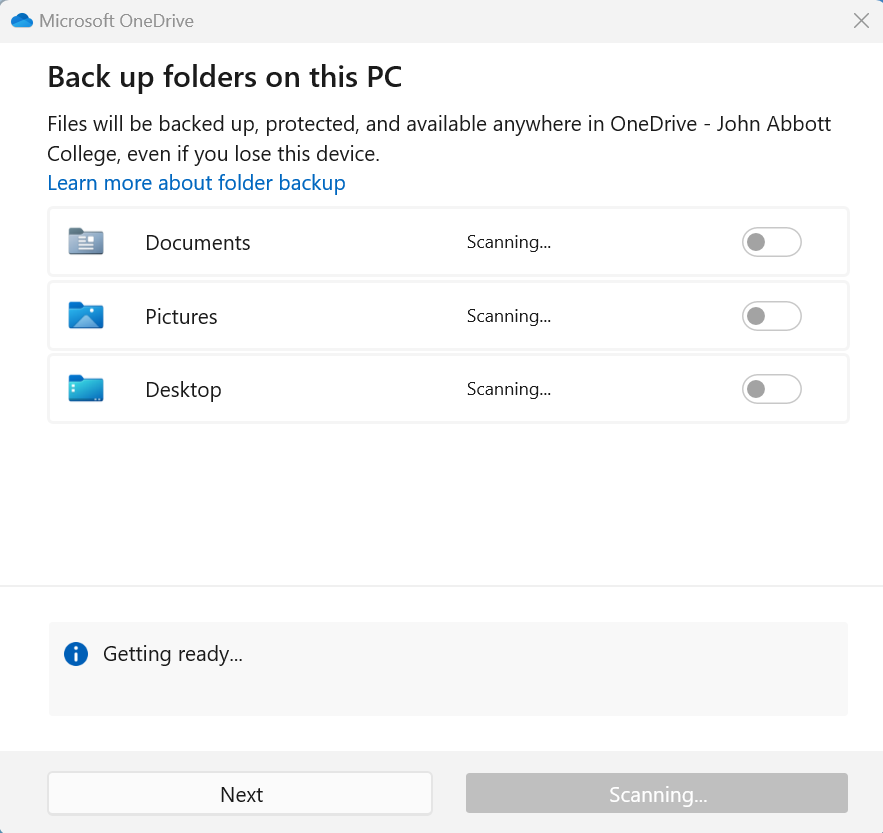 Microsoft OneDrive
Back up folders on this PC
Files will be backed up, protected, and available anywhere in OneDrive - John Abbott
College, even if you lose this device.
Learn more about folder backup
Documents Scanning...
Pictures Scanning...
Desktop Scanning...
Getting ready...
Next Scanning...